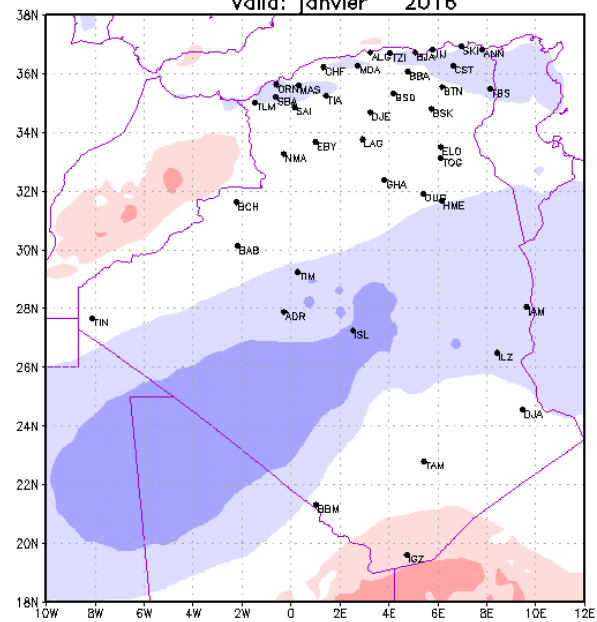 Valid: janvier 2016
38N
36N
34N
32N
30N
28N
26N
24N
22N
20N
18N
10W 8W 6W 4W 2W 0 2E 4E 6E 8E 10E 12E
ALG TZI BJA JIJ SKI ANN
CHF MDA BBA CST
ORN MAS BTN TBS
SBA TIA BSD
TLM SAI DJE BSK
EBY LAG ELO
NMA TOG
GHA OUR
BCH HME
BAB
TIM
TIN ADR IAM
ISL ILZ
DJA
TAM
BBM
IGZ